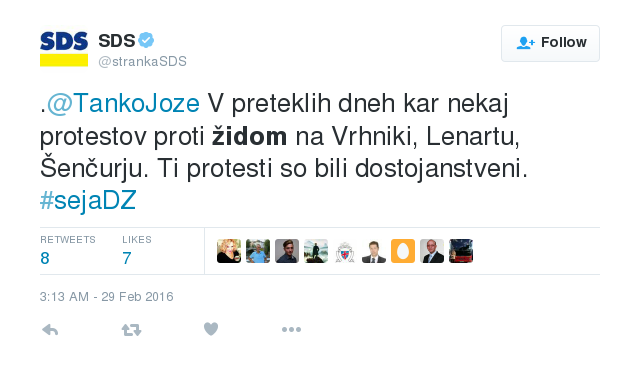 SDS
SDS
@strankaSDS
Follow
.@TankoJoze V preteklih dneh kar nekaj
protestov proti židom na Vrhniki, Lenartu,
Šenčurju. Ti protesti so bili dostojanstveni.
#sejaDZ
RETWEETS LIKES
8 7
3:13 AM - 29 Feb 2016